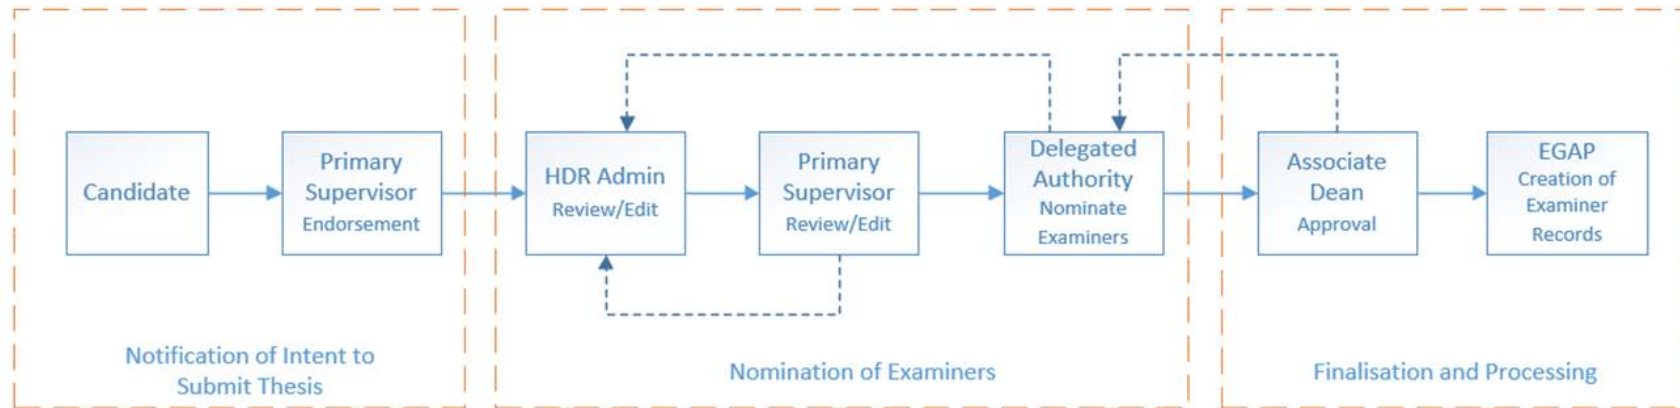 Candidate
Primary
Supervisor
Endorsement
HDR Admin
Review/Edit
Primary
Supervisor
Review/Edit
Delegated
Authority
Nominate
Examiners
Associate
Dean
Approval
EGAP
Creation of
Examiner
Records
Notification of Intent to
Submit Thesis
Nomination of Examiners
Finalisation and Processing